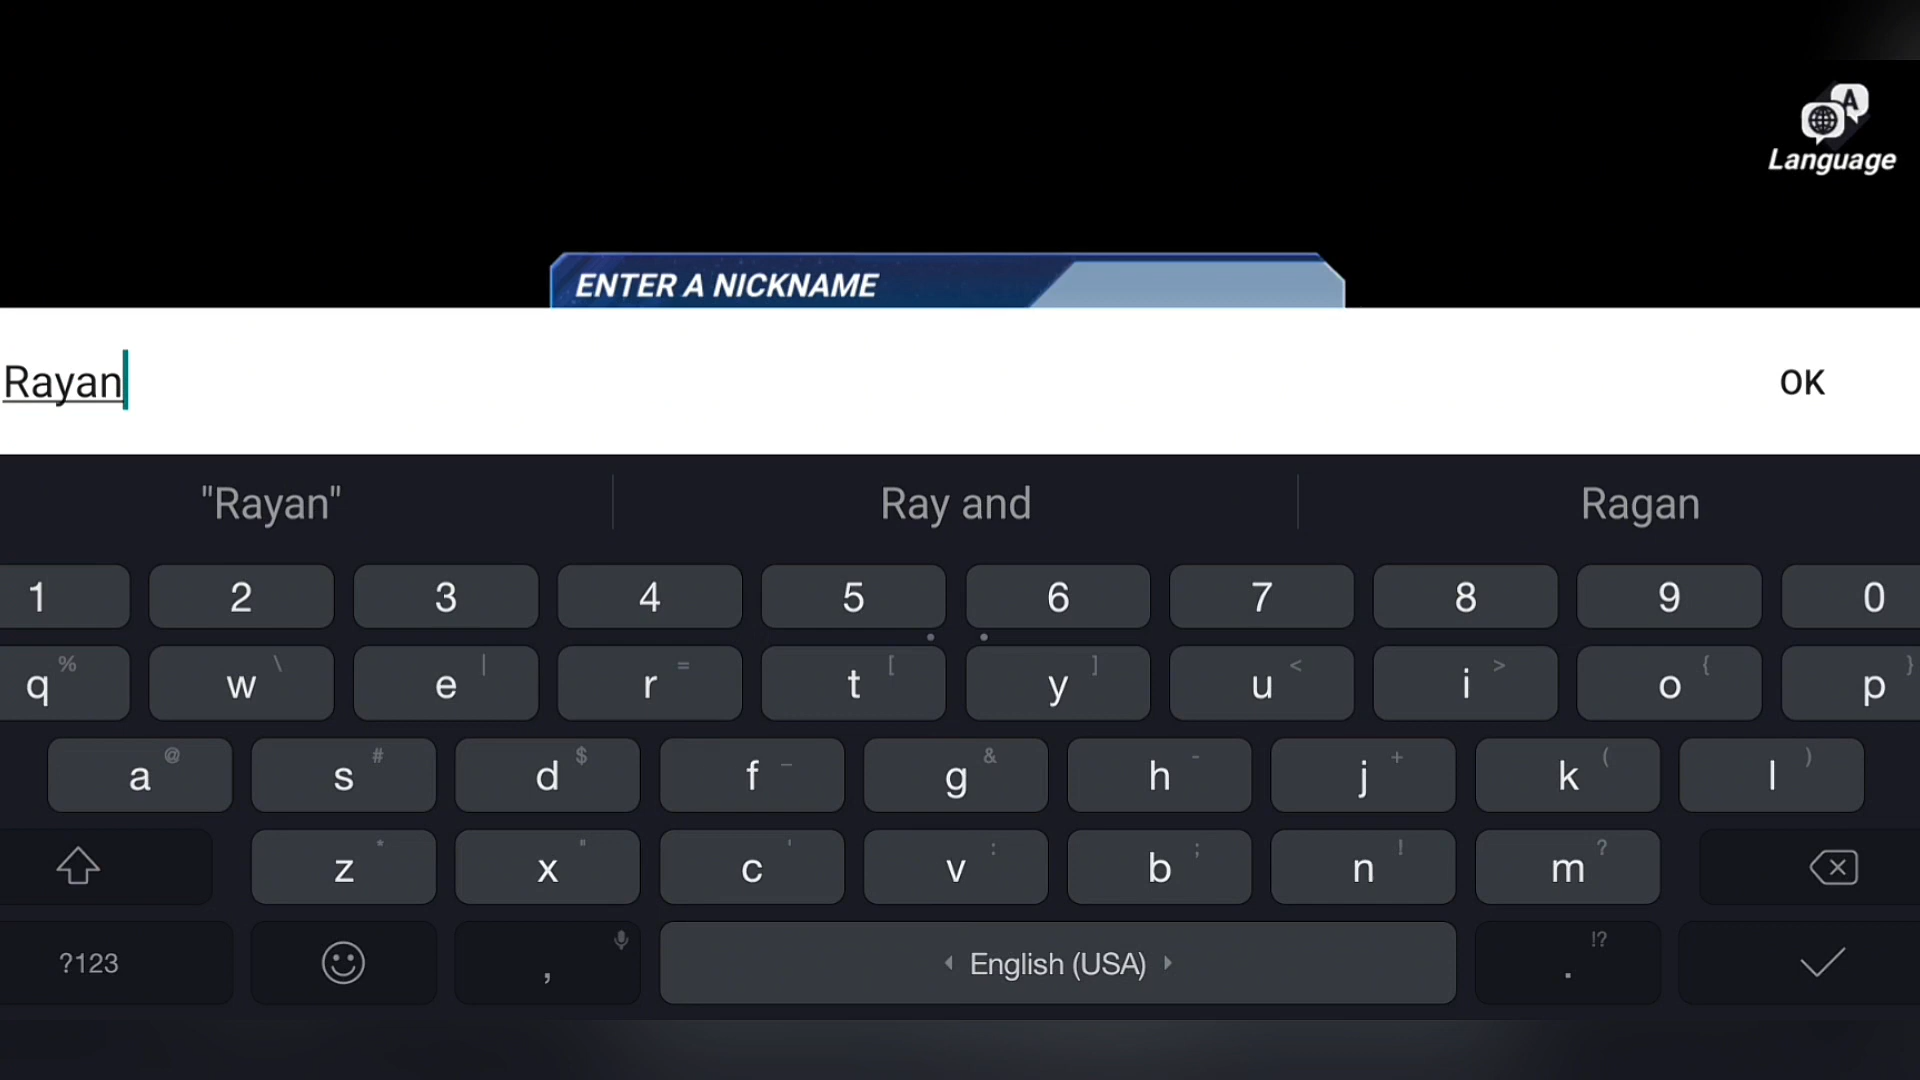 A
Language
ENTER A NICKNAME
Rayan
OK
"Rayan" Ray and Ragan
1 2 3 4 5 6 7 8 9 0
% \ | = [ ] < > { }
q w e r t y u i o p
@ # $ _ & - + ( )
a s d f g h j k l
* " ' : ; ! ?
z x c v b n m
!?
?123 , English (USA) .